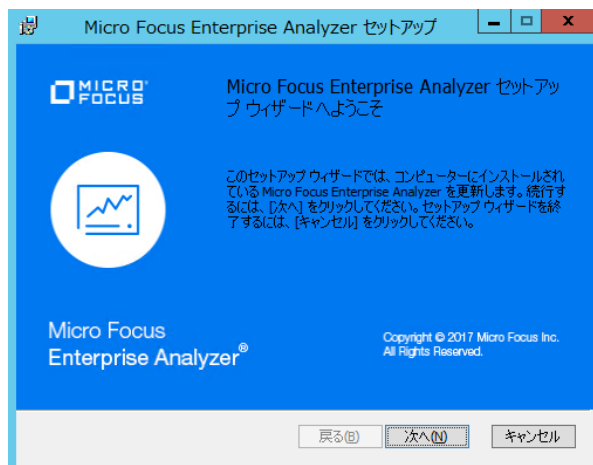 Micro Focus Enterprise Analyzer セットアップ
MICRO
FOCUS
Micro Focus Enterprise Analyzer セットアッ
プ ウィザードへようこそ
このセットアップ ウィザードでは、コンピューターにインストールされ
ている Micro Focus Enterprise Analyzer を更新します。続行す
るには、[次へ] をクリックしてください。セットアップ ウィザードを終
了するには、[キャンセル] をクリックしてください。
Micro Focus
Enterprise Analyzer®
Copyright © 2017 Micro Focus Inc.
All Rights Reserved.
戻る(B)
次へ(N)
キャンセル